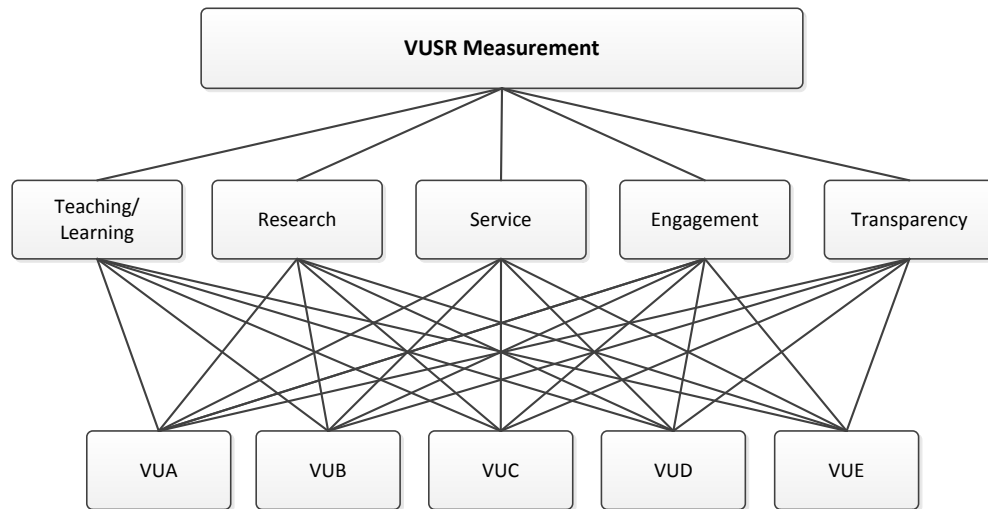 VUSR Measurement
Teaching/
Learning
Research
Service
Engagement
Transparency
VUA
VUB
VUC
VUD
VUE